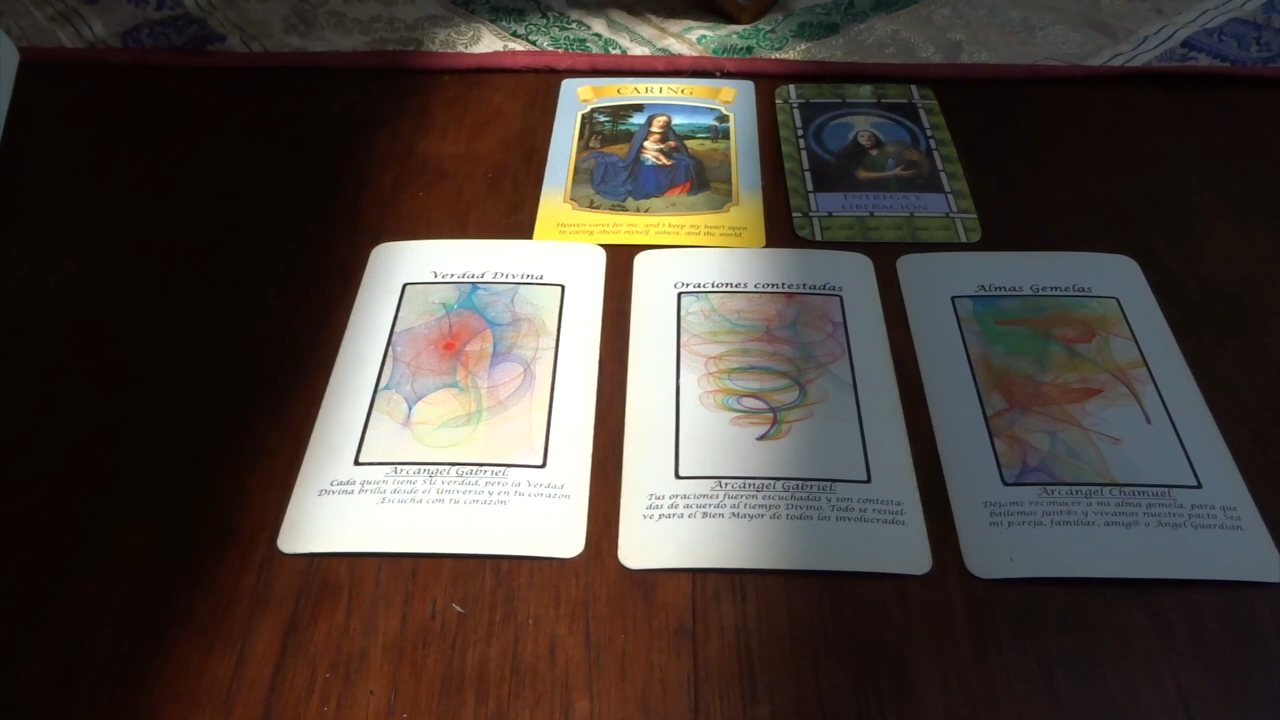 CARING
Heaven cares for me, and I keep my heart open
to caring about myself, others, and the world
ENTREGA Y
LIBERACIÓN
Verdad Divina
Arcángel Gabriel:
Cada quien tiene SU verdad, pero la Verdad
Divina brilla desde el Universo y en tu corazón
¡Escucha con tu corazón!
Oraciones contestadas
Arcángel Gabriel:
Tus oraciones fueron escuchadas y son contesta-
das de acuerdo al tiempo Divino. Todo se resuel-
ve para el Bien Mayor de todos los involucrados.
Almas Gemelas
Arcángel Chamuel:
Déjame reconocer a mi alma gemela, para que
bailemos junt@s y vivamos nuestro pacto. Sea
mi pareja, familiar, amig@ o Ángel Guardián.